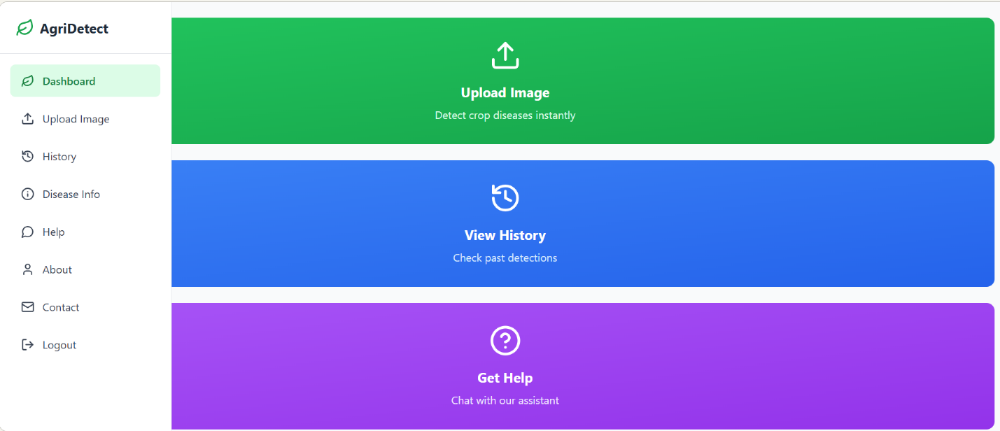 AgriDetect
Dashboard
Upload Image
History
Disease Info
Help
About
Contact
Logout
Upload Image
Detect crop diseases instantly
View History
Check past detections
Get Help
Chat with our assistant